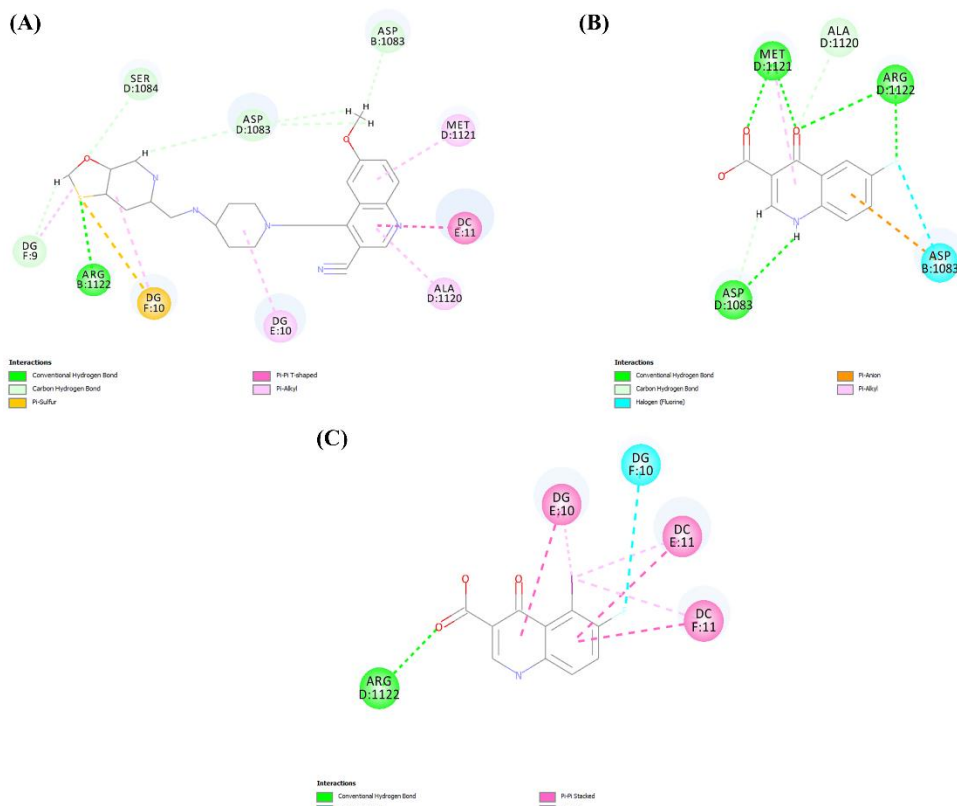 (A)
ASP
B:1083
SER
D:1084
ASP
D:1083
MET
D:1121
H
H
H
O
O
H
N
N
N
N
N
DC
E:11
DG
F:9
ARG
B:1122
DG
F:10
DG
E:10
ALA
D:1120
Interactions
Conventional Hydrogen Bond
Carbon Hydrogen Bond
Pi-Sulfur
Pi-Pi T-shaped
Pi-Alkyl
(B)
ALA
D:1120
MET
D:1121
ARG
D:1122
O
O
O
H
N
H
ASP
B:1083
ASP
D:1083
Interactions
Conventional Hydrogen Bond
Carbon Hydrogen Bond
Halogen (Fluorine)
Pi-Anion
Pi-Alkyl
(C)
DG
F:10
DG
E:10
DC
E:11
DC
F:11
O
O
O
N
ARG
D:1122
Interactions
Conventional Hydrogen Bond
Pi-Pi Stacked